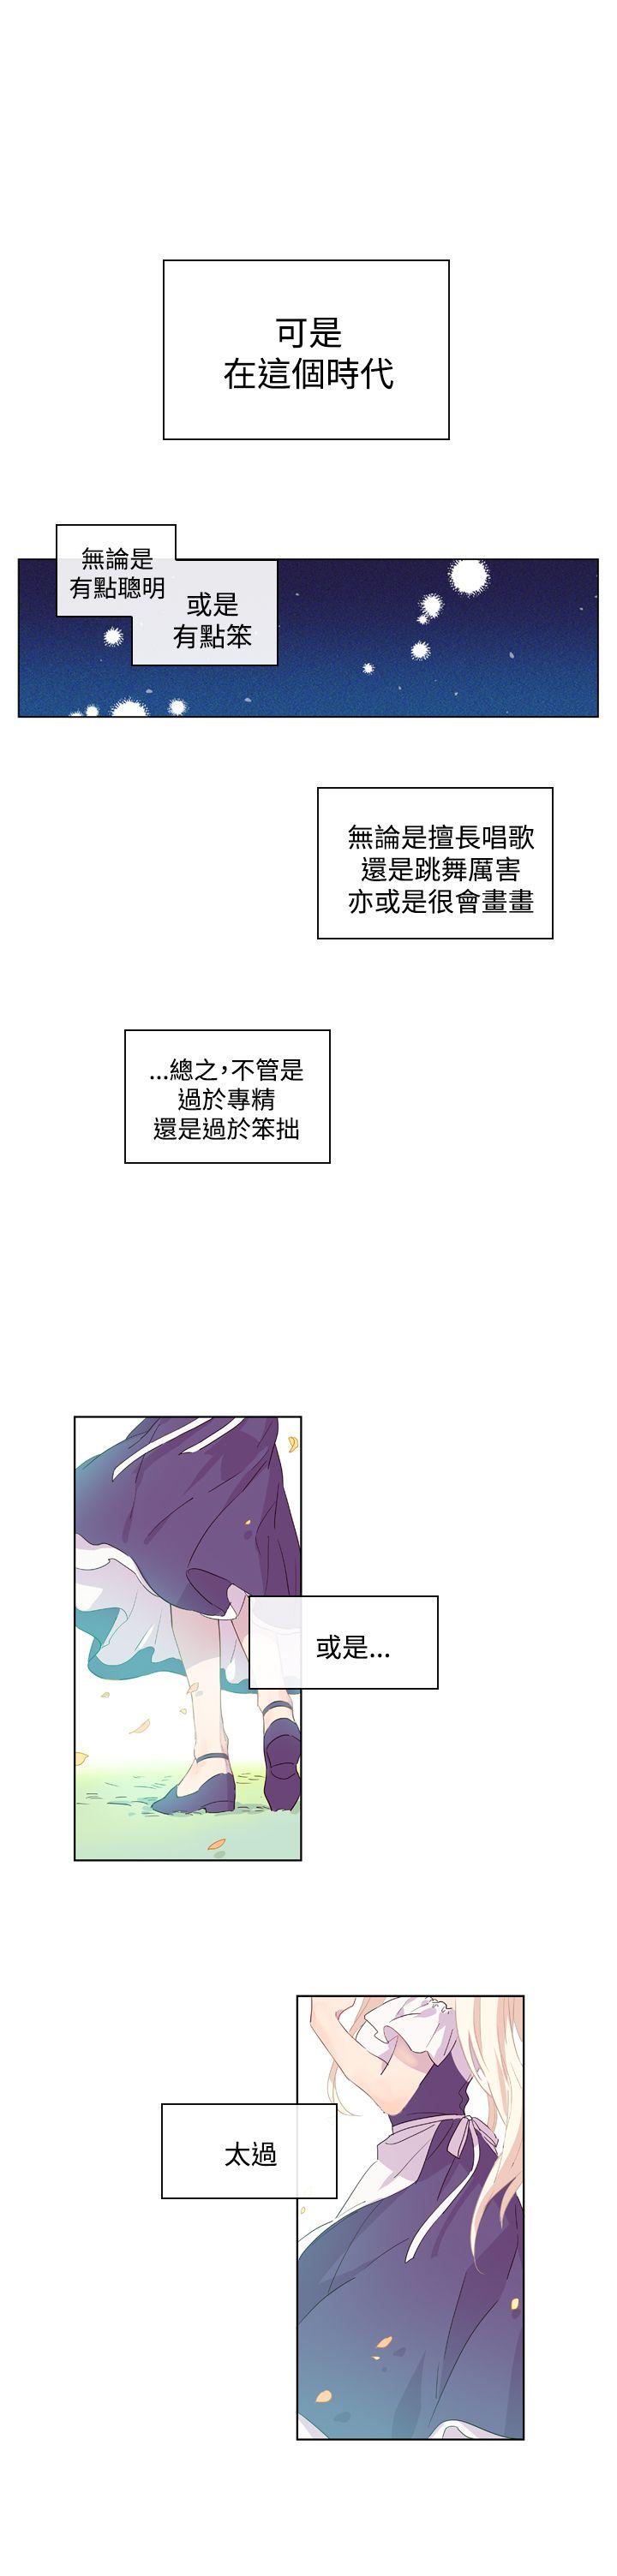 可是
在這個時代
無論是
有點聰明
或是
有點笨
無論是擅長唱歌
還是跳舞厲害
亦或是很會畫畫
...總之,不管是
過於專精
還是過於笨拙
或是...
太過